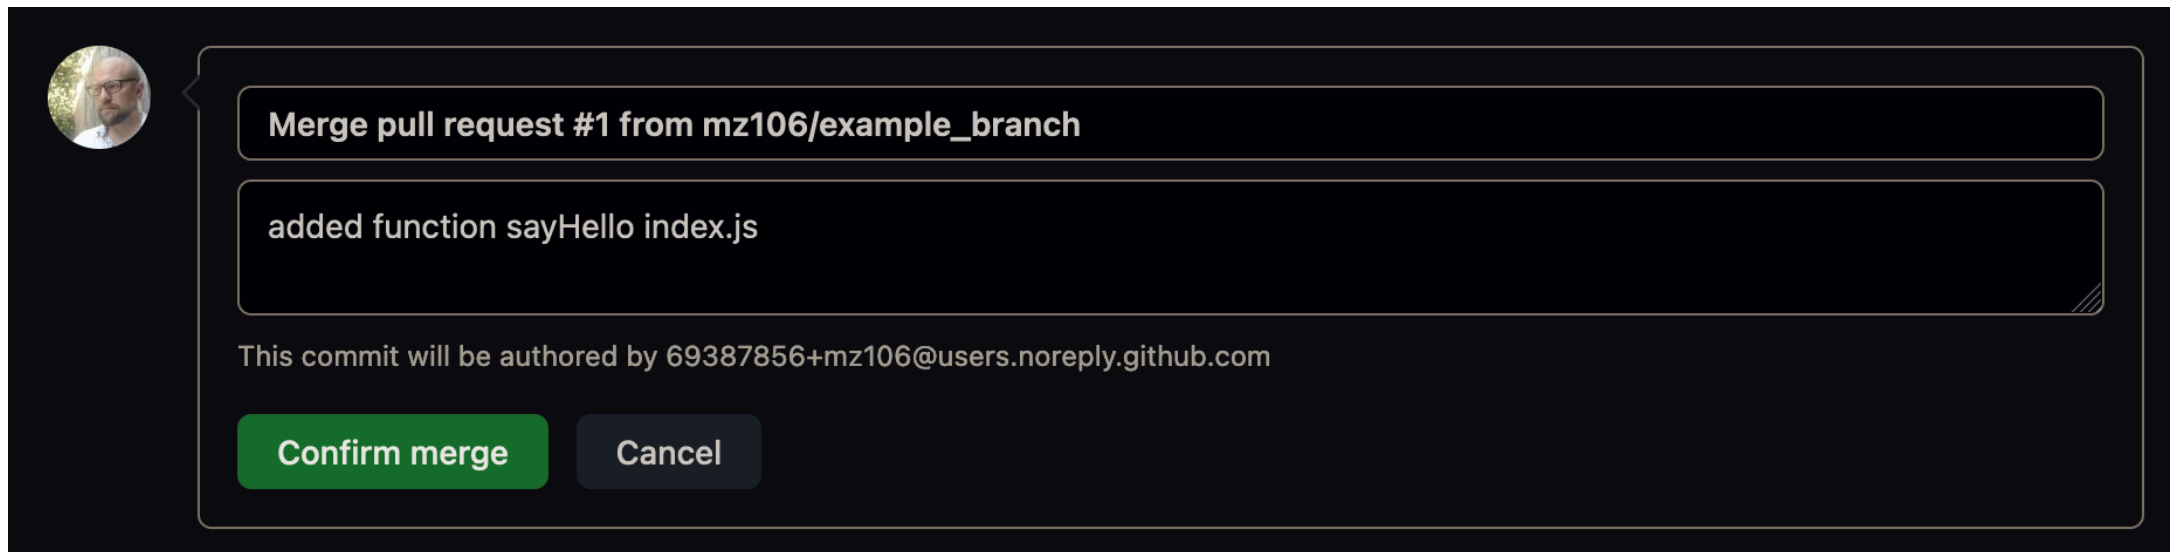 Merge pull request #1 from mz106/example_branch
added function sayHello index.js
This commit will be authored by 69387856+mz106@users.noreply.github.com
Confirm merge
Cancel